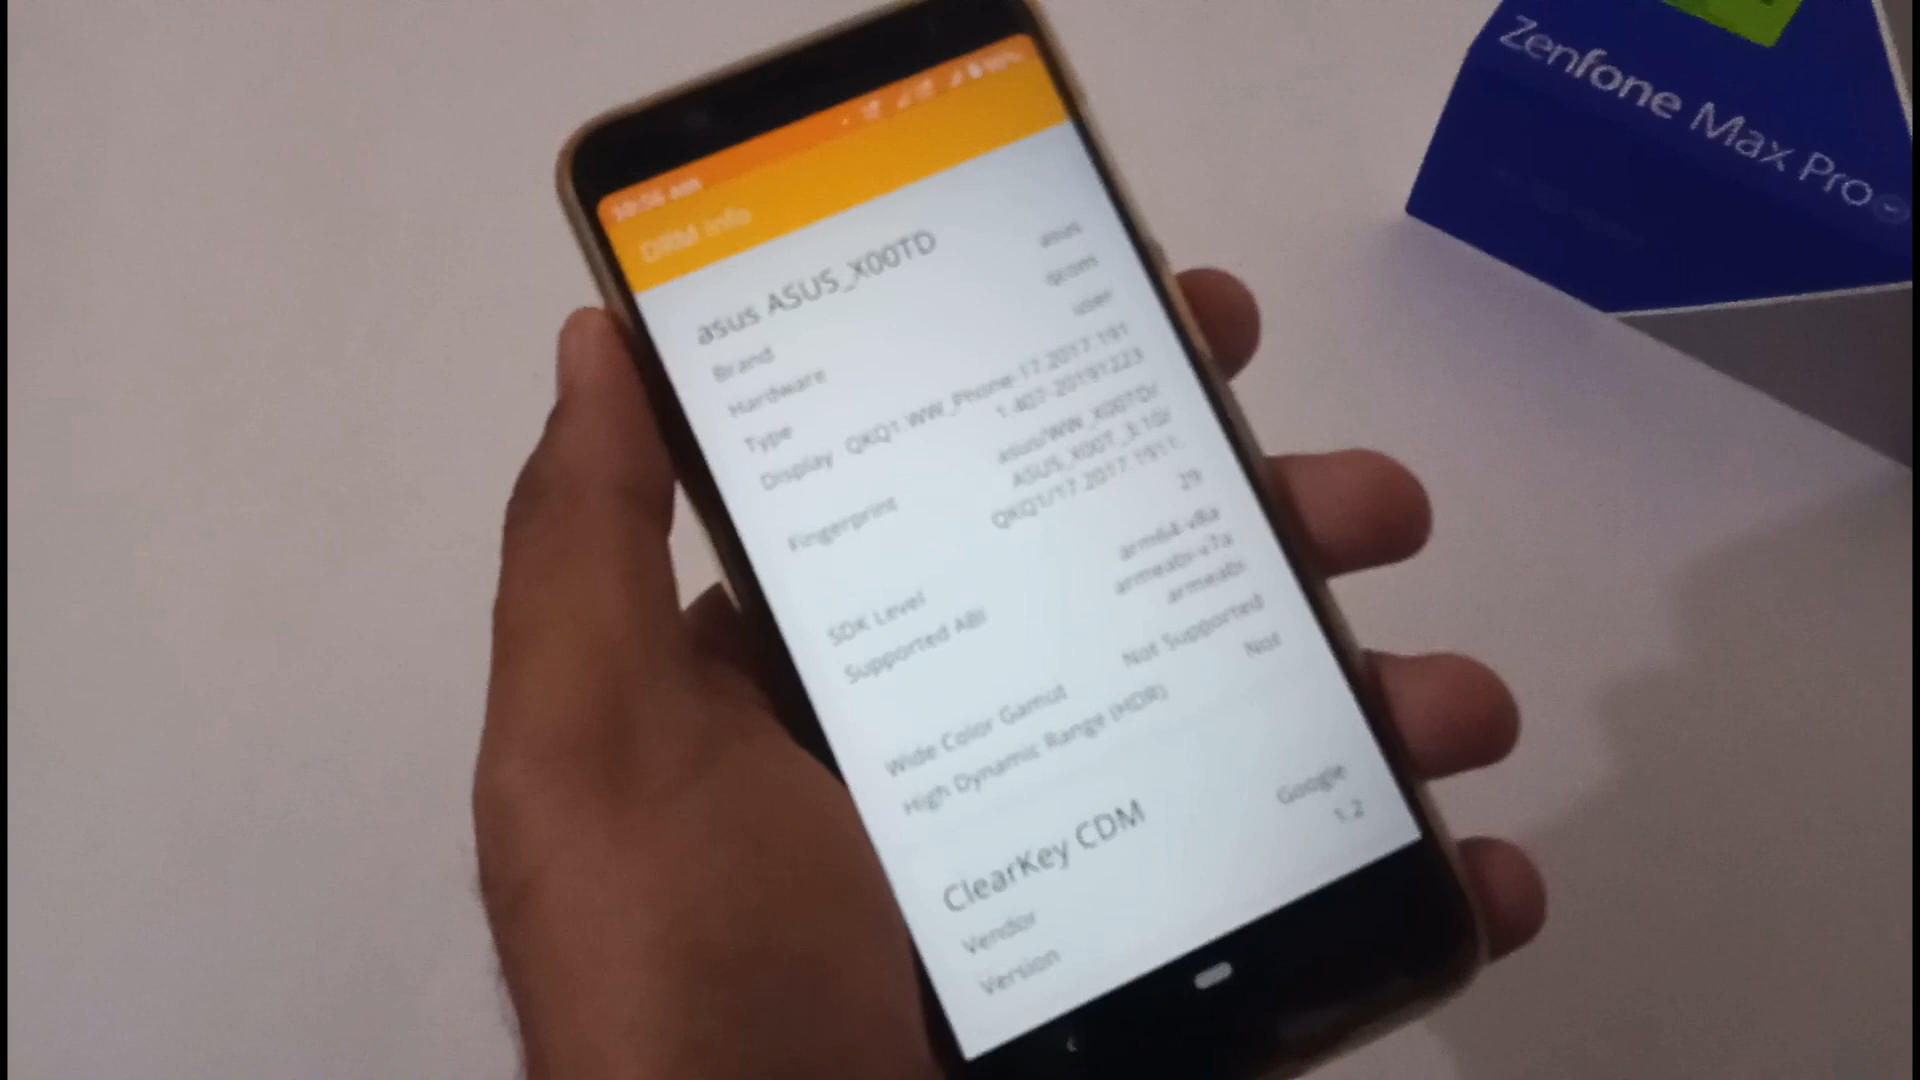 DRM Info
asus ASUS_X00TD
Brand asus
Hardware qcom
Type user
Display QKQ1.WW_Phone-17.2017.191
1.407-20191223
Fingerprint asus/WW_X00TD/
ASUS_X00T_3:10/
QKQ1/17.2017.1911.
SDK Level 29
Supported ABI arm64-v8a
armeabi-v7a
armeabi
Wide Color Gamut Not Supported
High Dynamic Range (HDR) Not
ClearKey CDM
Vendor Google
Version 1.2
Zenfone Max Pro